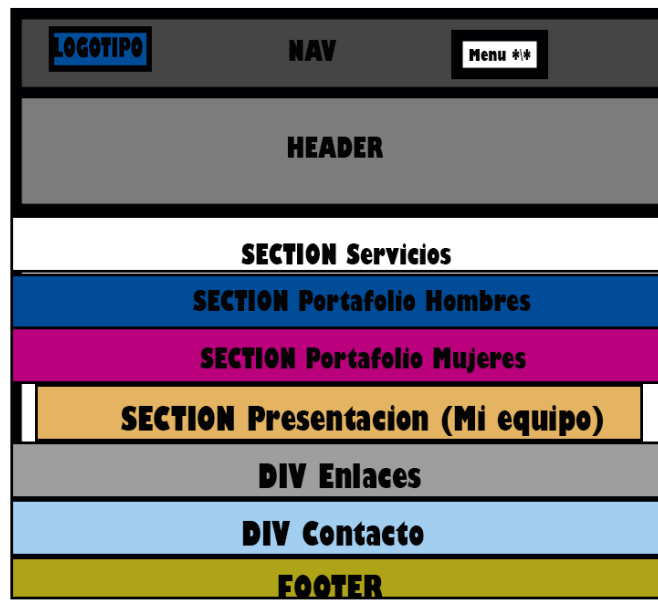 LOGOTIPO NAV Menu *\*
HEADER
SECTION Servicios
SECTION Portafolio Hombres
SECTION Portafolio Mujeres
SECTION Presentacion (Mi equipo)
DIV Enlaces
DIV Contacto
FOOTER